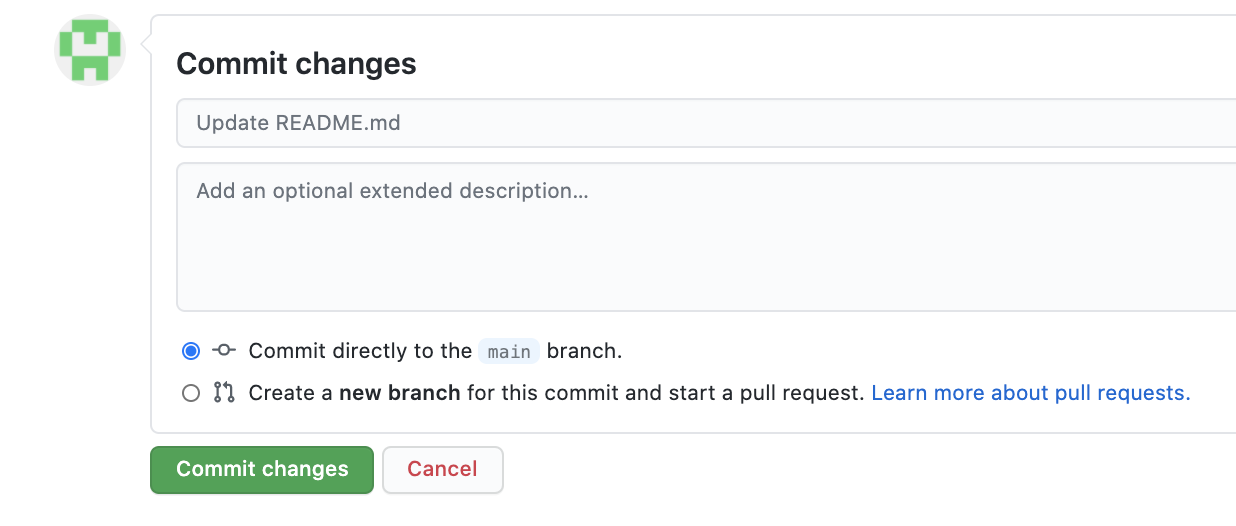 Commit changes
Update README.md
Add an optional extended description…
Commit directly to the main branch.
Create a new branch for this commit and start a pull request. Learn more about pull requests.
Commit changes Cancel